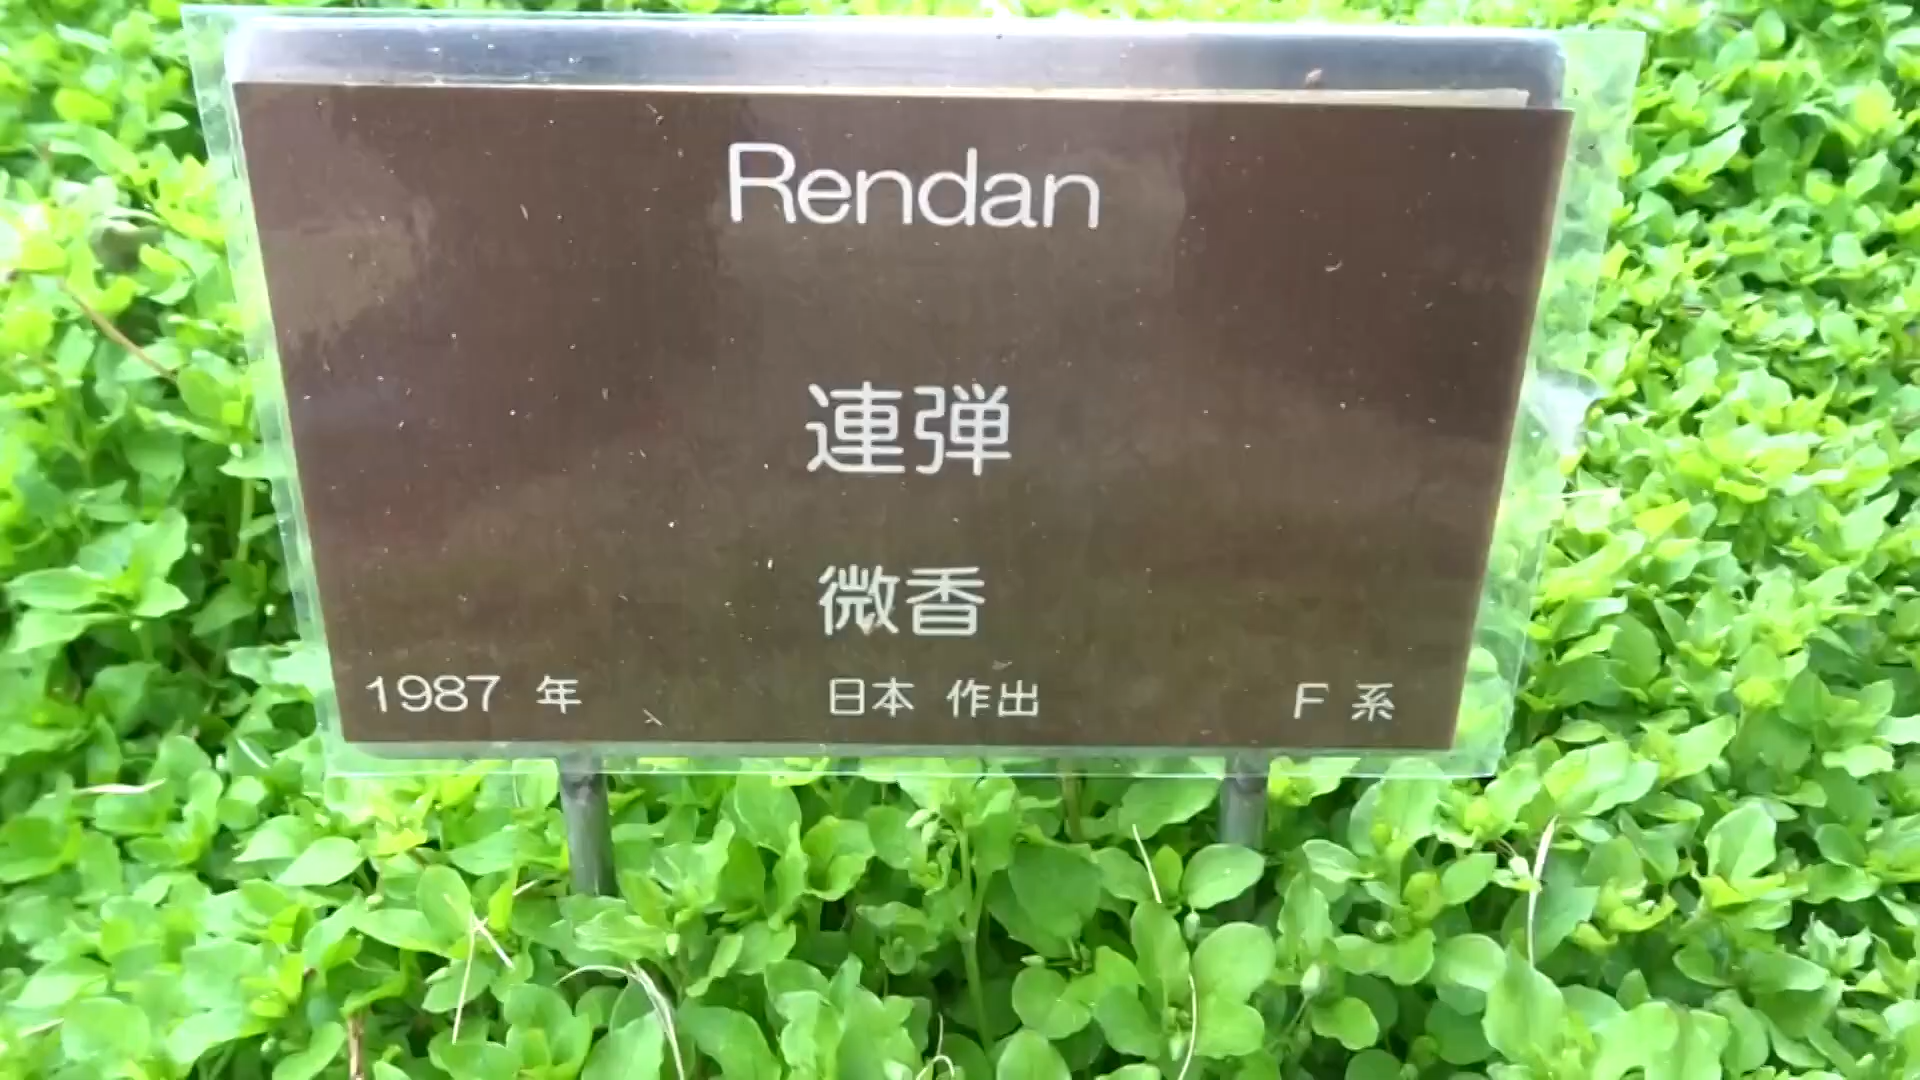 Rendan
連弾
微香
1987 年 日本 作出 F 系